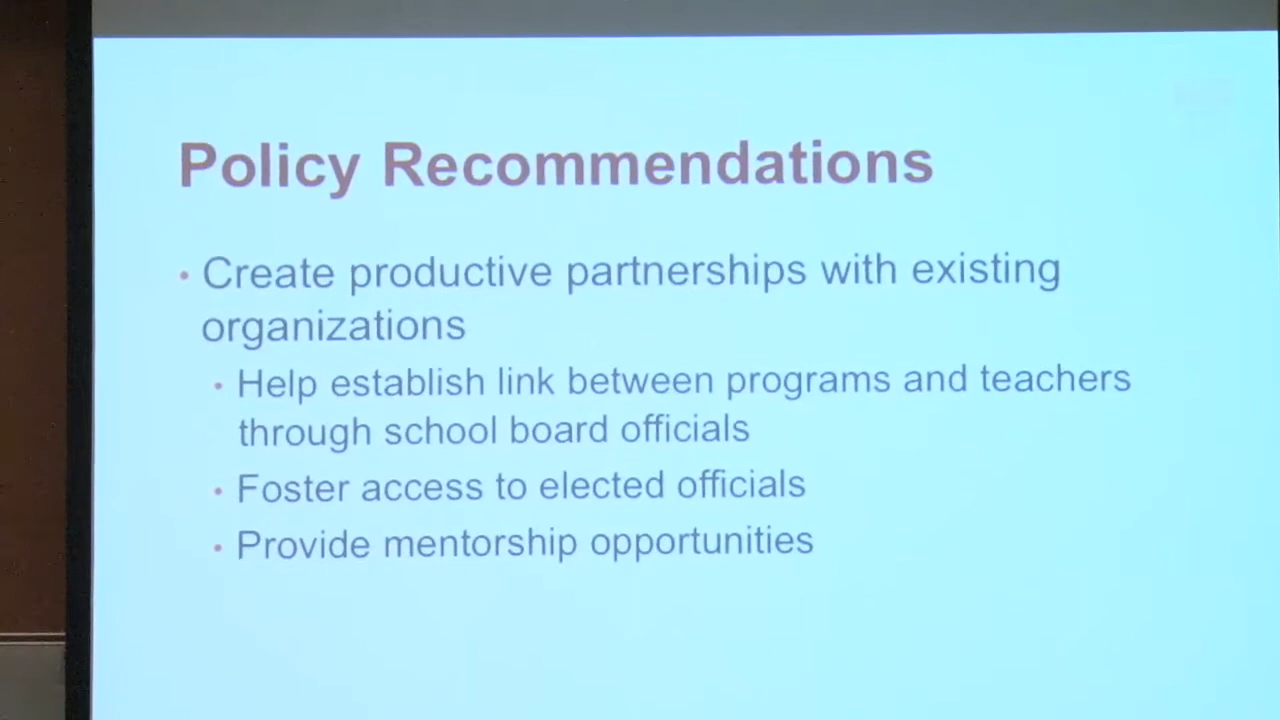 Policy Recommendations
• Create productive partnerships with existing
organizations
• Help establish link between programs and teachers
through school board officials
• Foster access to elected officials
• Provide mentorship opportunities